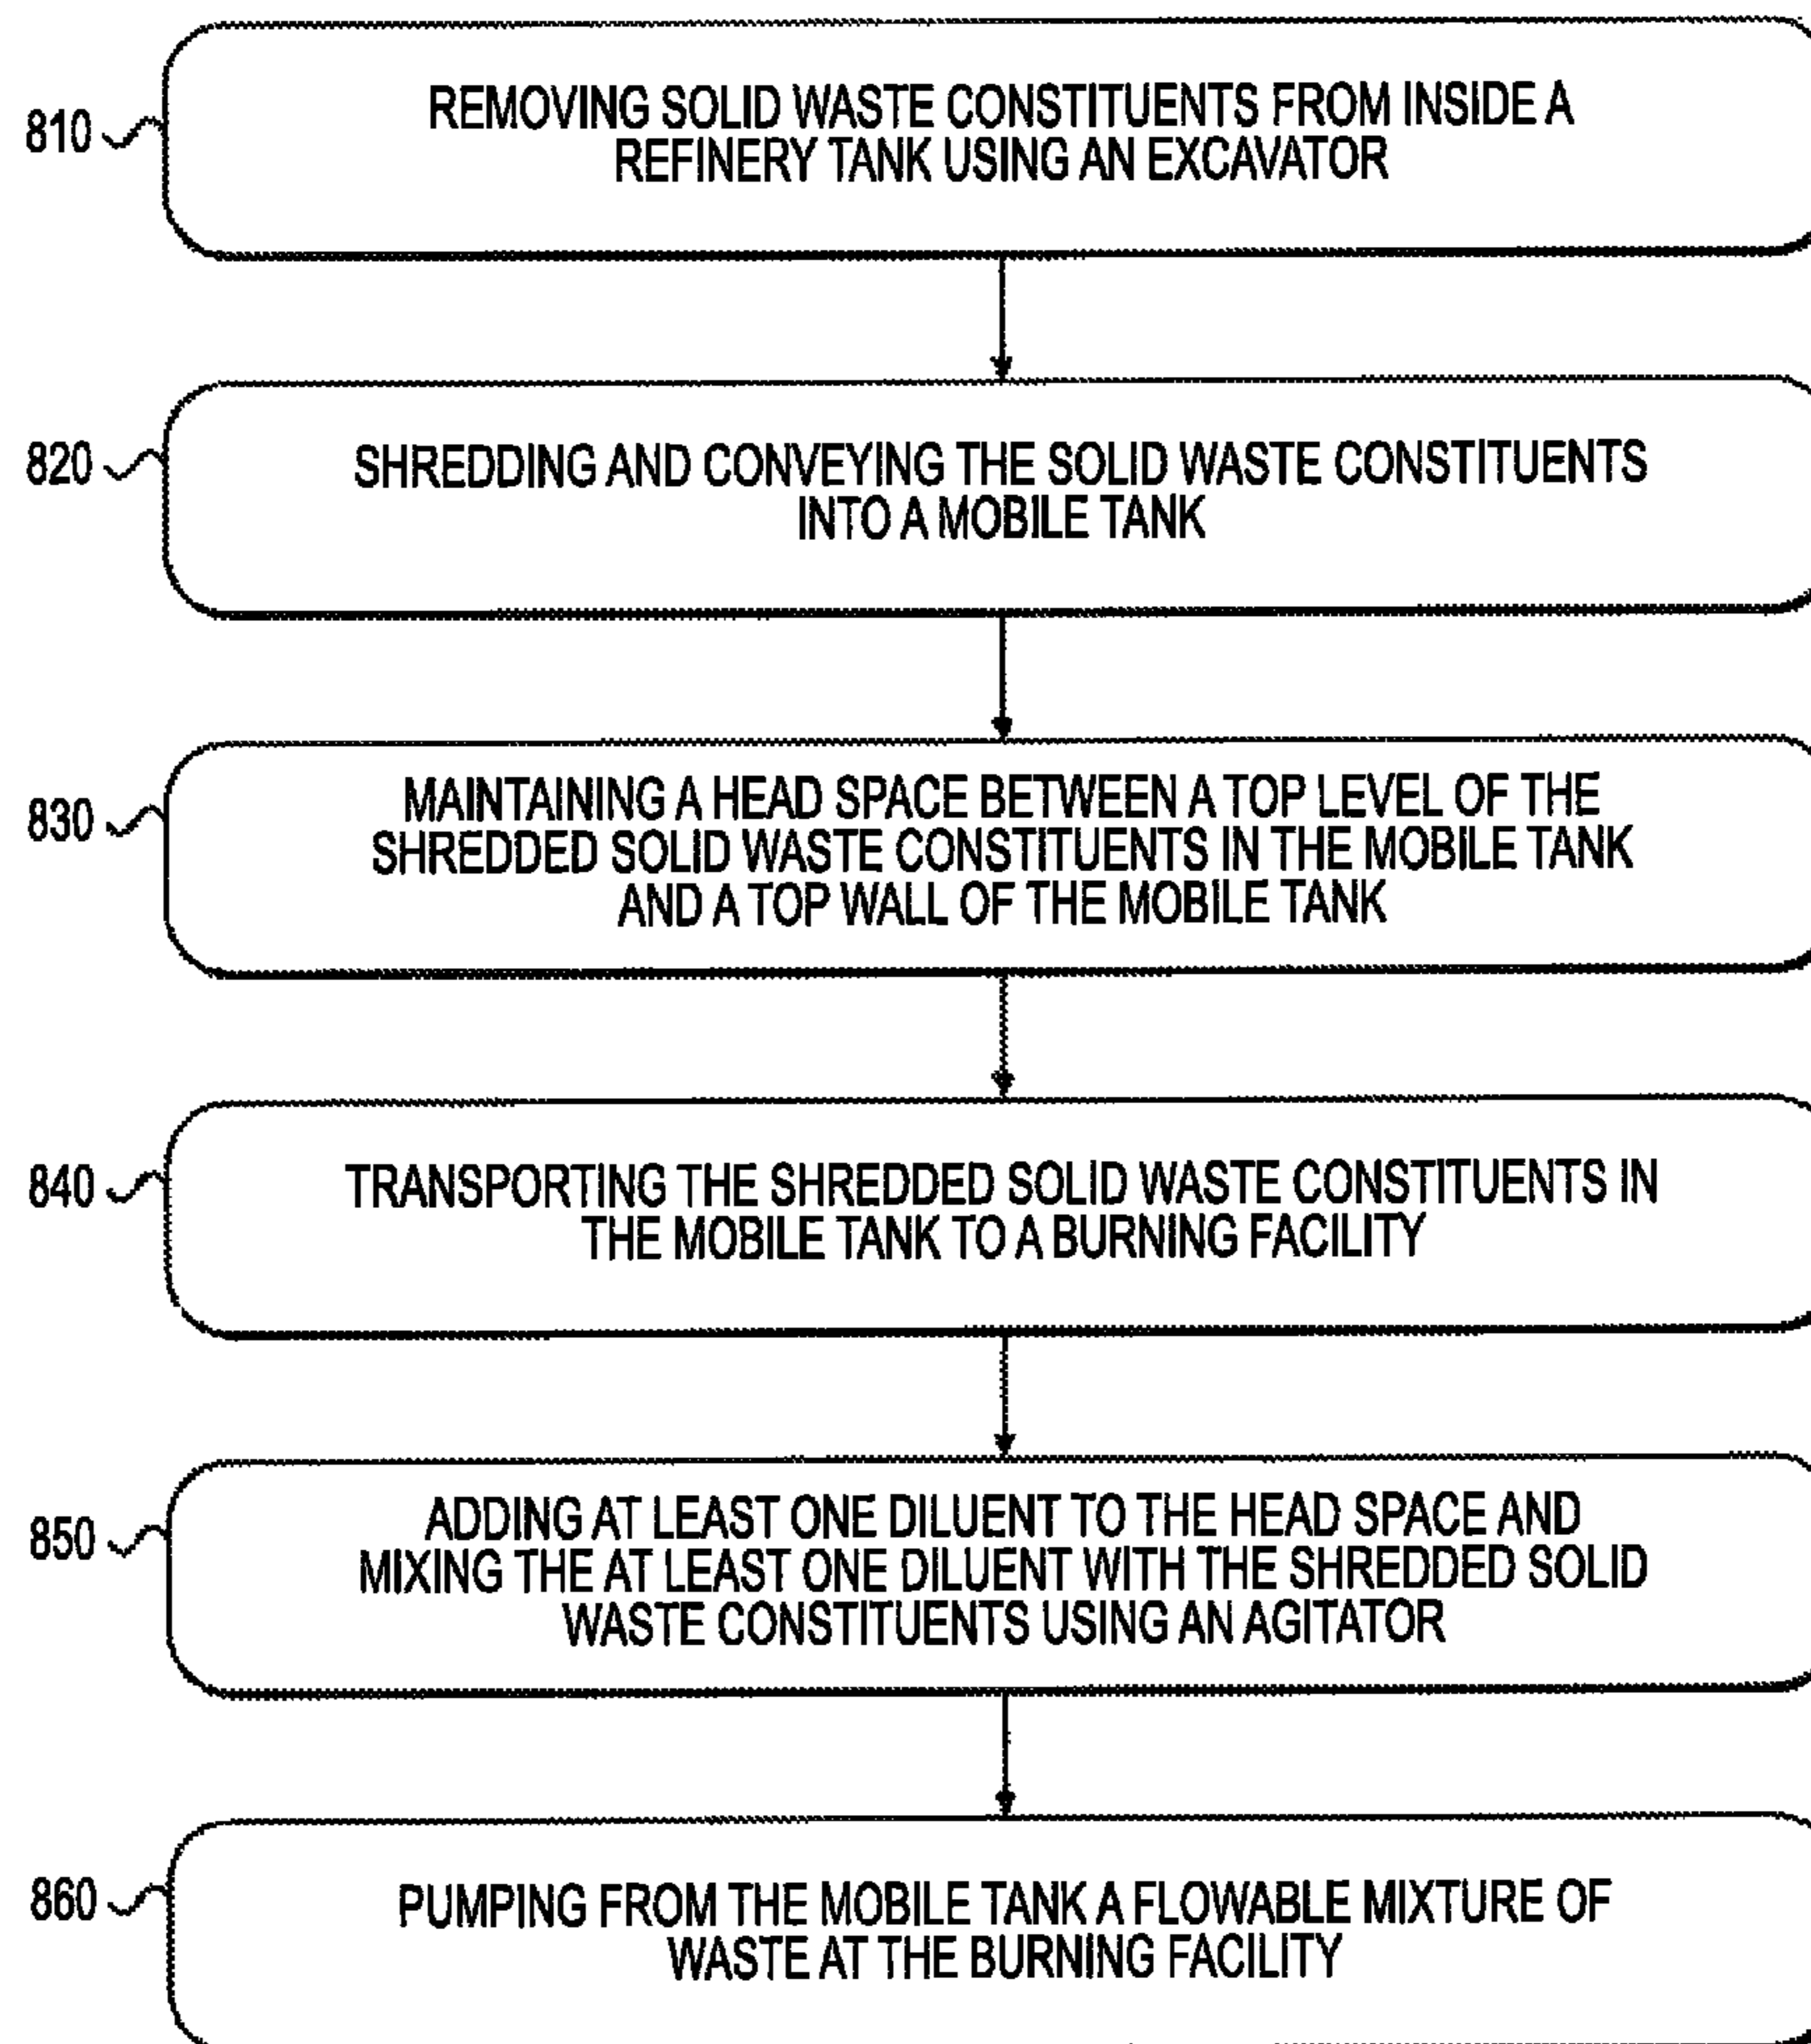 810
REMOVING SOLID WASTE CONSTITUENTS FROM INSIDE A
REFINERY TANK USING AN EXCAVATOR
820
SHREDDING AND CONVEYING THE SOLID WASTE CONSTITUENTS
INTO A MOBILE TANK
830
MAINTAINING A HEAD SPACE BETWEEN A TOP LEVEL OF THE
SHREDDED SOLID WASTE CONSTITUENTS IN THE MOBILE TANK
AND A TOP WALL OF THE MOBILE TANK
840
TRANSPORTING THE SHREDDED SOLID WASTE CONSTITUENTS IN
THE MOBILE TANK TO A BURNING FACILITY
850
ADDING AT LEAST ONE DILUENT TO THE HEAD SPACE AND
MIXING THE AT LEAST ONE DILUENT WITH THE SHREDDED SOLID
WASTE CONSTITUENTS USING AN AGITATOR
860
PUMPING FROM THE MOBILE TANK A FLOWABLE MIXTURE OF
WASTE AT THE BURNING FACILITY